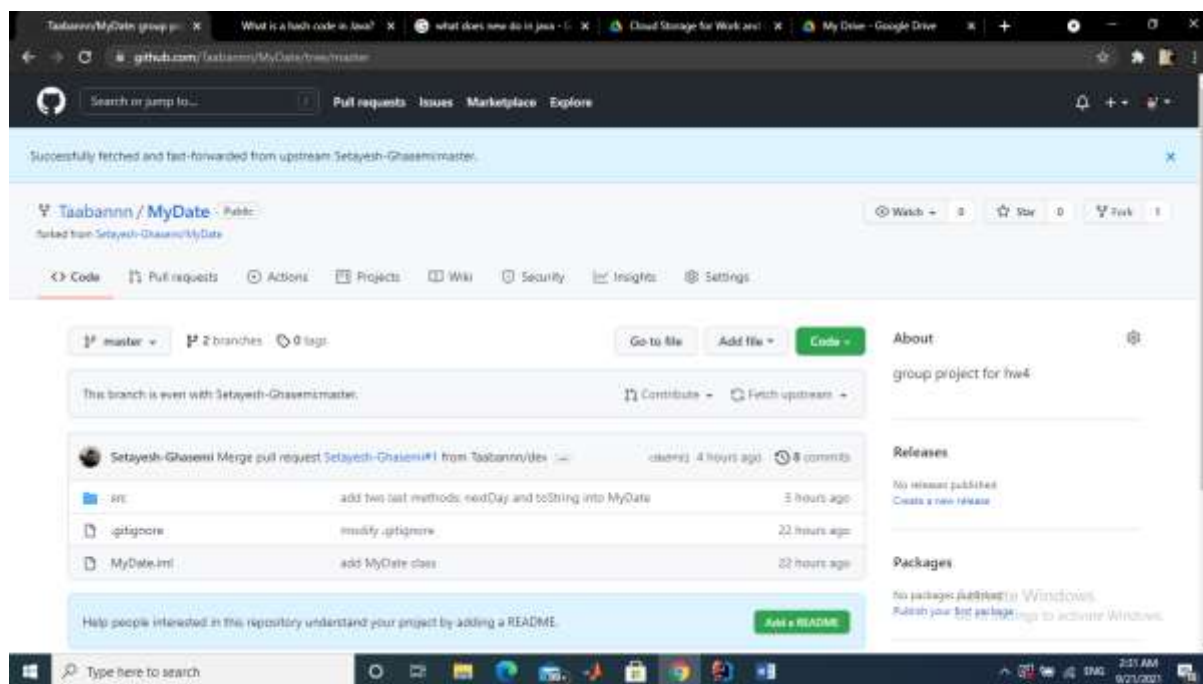 Taabannn/MyDate: group pr
What is a hash code in Java?
what does new do in java - G
Cloud Storage for Work and
My Drive - Google Drive
github.com/Taabannn/MyDate/tree/master
Search or jump to...
Pull requests Issues Marketplace Explore
Successfully fetched and fast-forwarded from upstream Setayesh-Ghasemi:master.
Taabannn / MyDate Public
forked from Setayesh-Ghasemi/MyDate
Watch 0 Star 0 Fork 1
Code Pull requests Actions Projects Wiki Security Insights Settings
master 2 branches 0 tags Go to file Add file Code
This branch is even with Setayesh-Ghasemi:master. Contribute Fetch upstream
Setayesh-Ghasemi Merge pull request Setayesh-Ghasemi#1 from Taabannn/dev ... 4 hours ago 8 commits
src add two last methods: nextDay and toString into MyDate 5 hours ago
.gitignore modify .gitignore 22 hours ago
MyDate.iml add MyDate class 22 hours ago
Help people interested in this repository understand your project by adding a README. Add a README
About
group project for hw4
Releases
No releases published
Create a new release
Packages
No packages published
Publish your first package
Type here to search
ENG
2:31 AM
9/21/2021